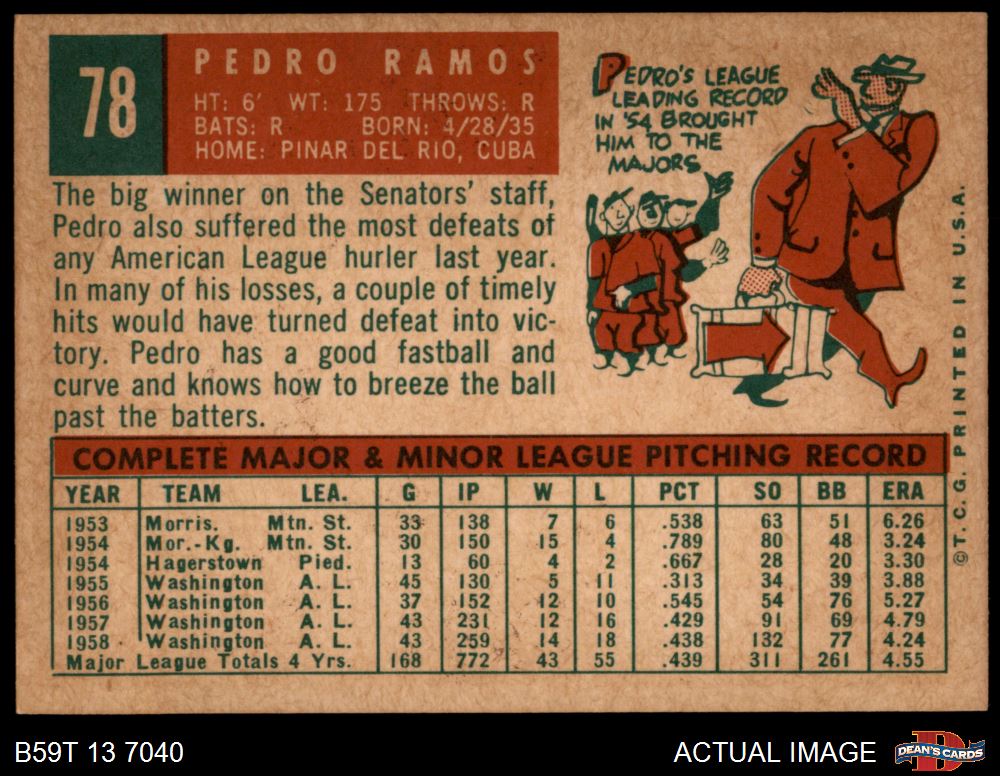 78
PEDRO RAMOS
HT: 6' WT: 175 THROWS: R
BATS: R BORN: 4/28/35
HOME: PINAR DEL RIO, CUBA
PEDRO'S LEAGUE
LEADING RECORD
IN '54 BROUGHT
HIM TO THE
MAJORS
The big winner on the Senators' staff,
Pedro also suffered the most defeats of
any American League hurler last year.
In many of his losses, a couple of timely
hits would have turned defeat into vic-
tory. Pedro has a good fastball and
curve and knows how to breeze the ball
past the batters.
COMPLETE MAJOR & MINOR LEAGUE PITCHING RECORD
YEAR TEAM LEA. G IP W L PCT SO BB ERA
1953 Morris. Mtn. St. 33 138 7 6 .538 63 51 6.26
1954 Mor.-Kg. Mtn. St. 30 150 15 4 .789 80 48 3.24
1954 Hagerstown Pied. 13 60 4 2 .667 28 20 3.30
1955 Washington A. L. 45 130 5 11 .313 34 39 3.88
1956 Washington A. L. 37 152 12 10 .545 54 76 5.27
1957 Washington A. L. 43 231 12 16 .429 91 69 4.79
1958 Washington A. L. 43 259 14 18 .438 132 77 4.24
Major League Totals 4 Yrs. 168 772 43 55 .439 311 261 4.55
©T. C. G. PRINTED IN U. S. A.
B59T 13 7040
ACTUAL IMAGE
D
DEAN'S CARDS